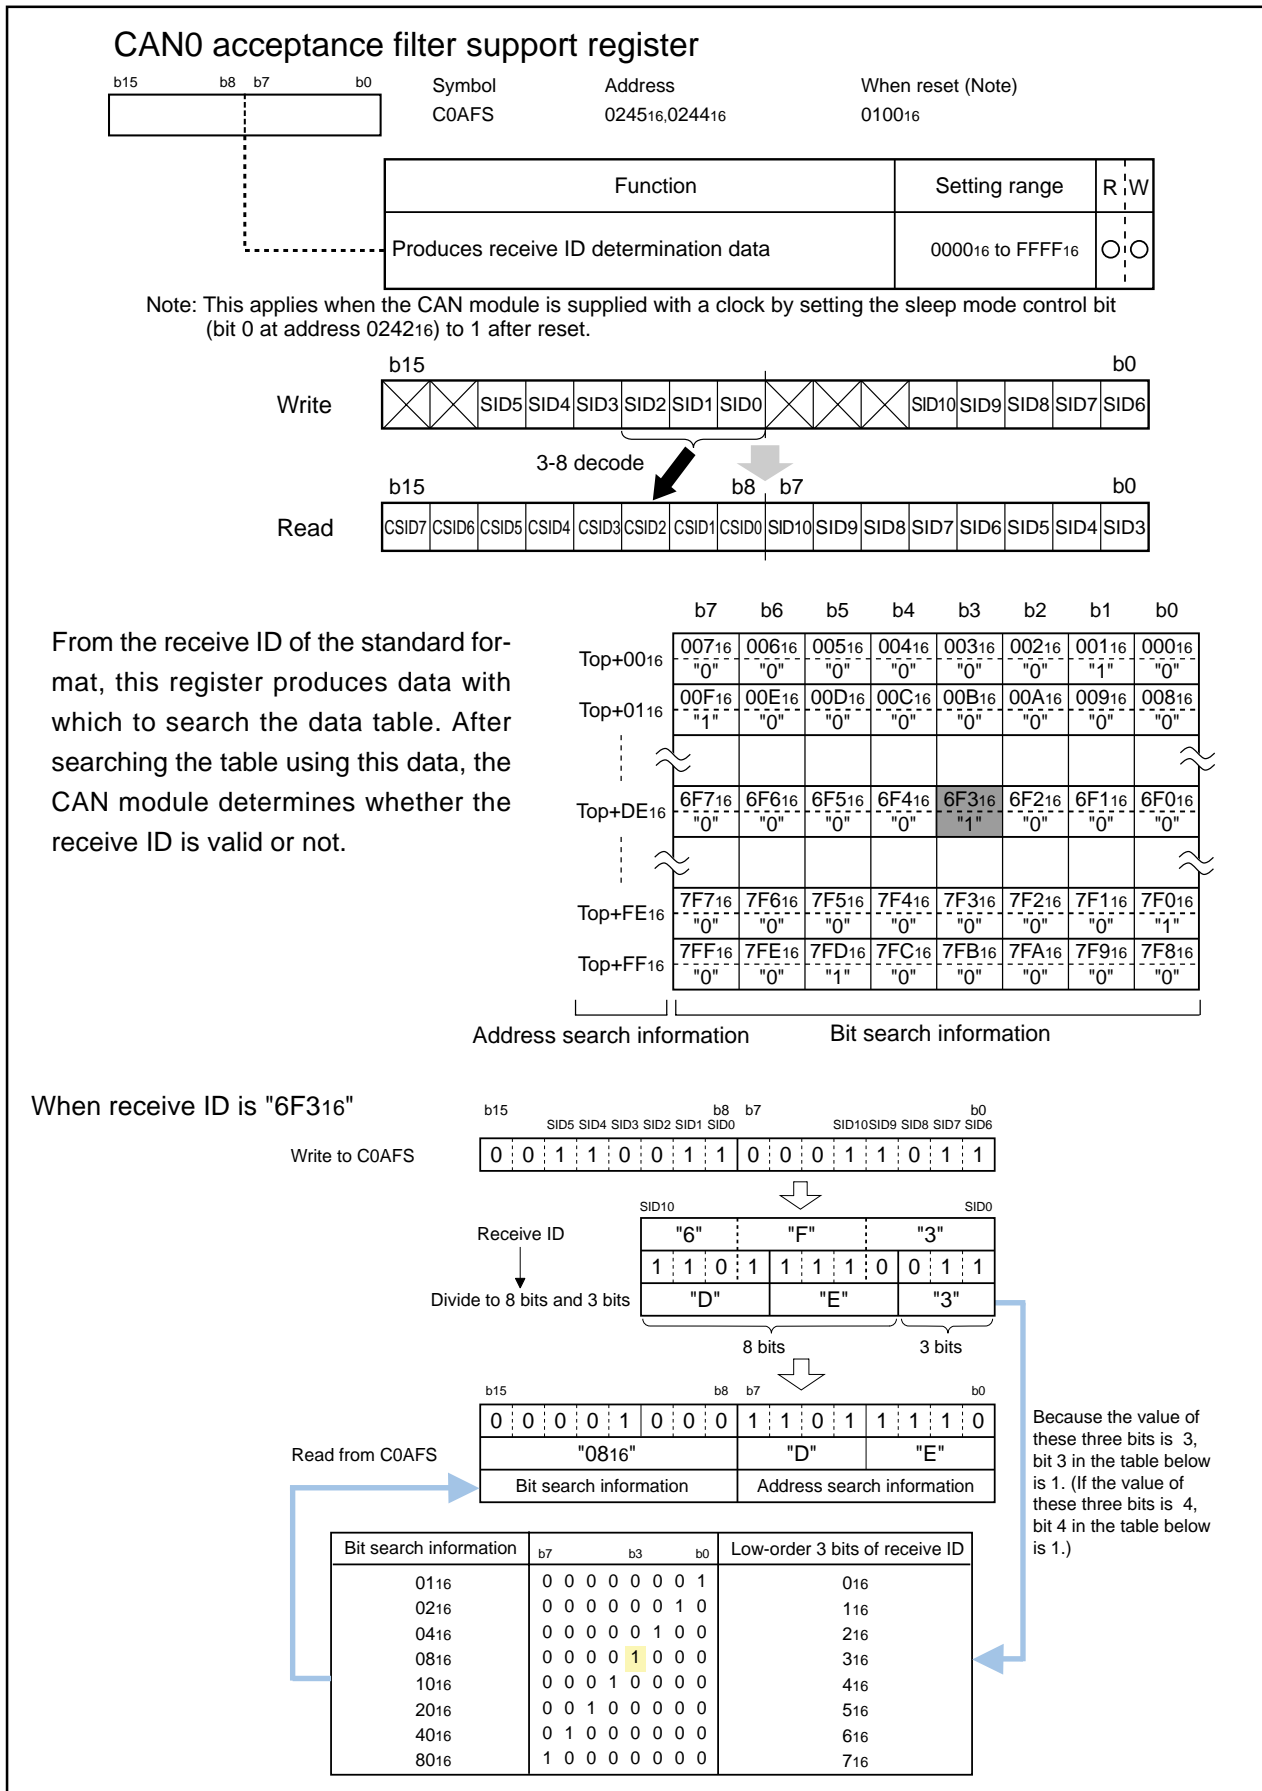 CAN0 acceptance filter support register
b15 b8 b7 b0
Symbol Address When reset (Note)
C0AFS 024516,024416 010016
Function Setting range R W
Produces receive ID determination data 000016 to FFFF16 ○ ○
Note: This applies when the CAN module is supplied with a clock by setting the sleep mode control bit
(bit 0 at address 024216) to 1 after reset.
b15 b0
Write SID5 SID4 SID3 SID2 SID1 SID0 SID10 SID9 SID8 SID7 SID6
3-8 decode
b15 b8 b7 b0
Read CSID7 CSID6 CSID5 CSID4 CSID3 CSID2 CSID1 CSID0 SID10 SID9 SID8 SID7 SID6 SID5 SID4 SID3
From the receive ID of the standard for-
mat, this register produces data with
which to search the data table. After
searching the table using this data, the
CAN module determines whether the
receive ID is valid or not.
b7 b6 b5 b4 b3 b2 b1 b0
Top+0016 00716 00616 00516 00416 00316 00216 00116 00016
"0" "0" "0" "0" "0" "0" "1" "0"
Top+0116 00F16 00E16 00D16 00C16 00B16 00A16 00916 00816
"1" "0" "0" "0" "0" "0" "0" "0"
Top+DE16 6F716 6F616 6F516 6F416 6F316 6F216 6F116 6F016
"0" "0" "0" "0" "1" "0" "0" "0"
Top+FE16 7F716 7F616 7F516 7F416 7F316 7F216 7F116 7F016
"0" "0" "0" "0" "0" "0" "0" "1"
Top+FF16 7FF16 7FE16 7FD16 7FC16 7FB16 7FA16 7F916 7F816
"0" "0" "1" "0" "0" "0" "0" "0"
Address search information Bit search information
When receive ID is "6F316"
b15 b8 b7 b0
SID5 SID4 SID3 SID2 SID1 SID0 SID10 SID9 SID8 SID7 SID6
Write to C0AFS 0 0 1 1 0 0 1 1 0 0 0 1 1 0 1 1
SID10 SID0
Receive ID "6" "F" "3"
1 1 0 1 1 1 1 0 0 1 1
Divide to 8 bits and 3 bits "D" "E" "3"
8 bits 3 bits
b15 b8 b7 b0
0 0 0 0 1 0 0 0 1 1 0 1 1 1 1 0
Read from C0AFS "0816" "D" "E"
Bit search information Address search information
Because the value of
these three bits is 3,
bit 3 in the table below
is 1. (If the value of
these three bits is 4,
bit 4 in the table below
is 1.)
Bit search information b7 b3 b0 Low-order 3 bits of receive ID
0116 0 0 0 0 0 0 0 1 016
0216 0 0 0 0 0 0 1 0 116
0416 0 0 0 0 0 1 0 0 216
0816 0 0 0 0 1 0 0 0 316
1016 0 0 0 1 0 0 0 0 416
2016 0 0 1 0 0 0 0 0 516
4016 0 1 0 0 0 0 0 0 616
8016 1 0 0 0 0 0 0 0 716